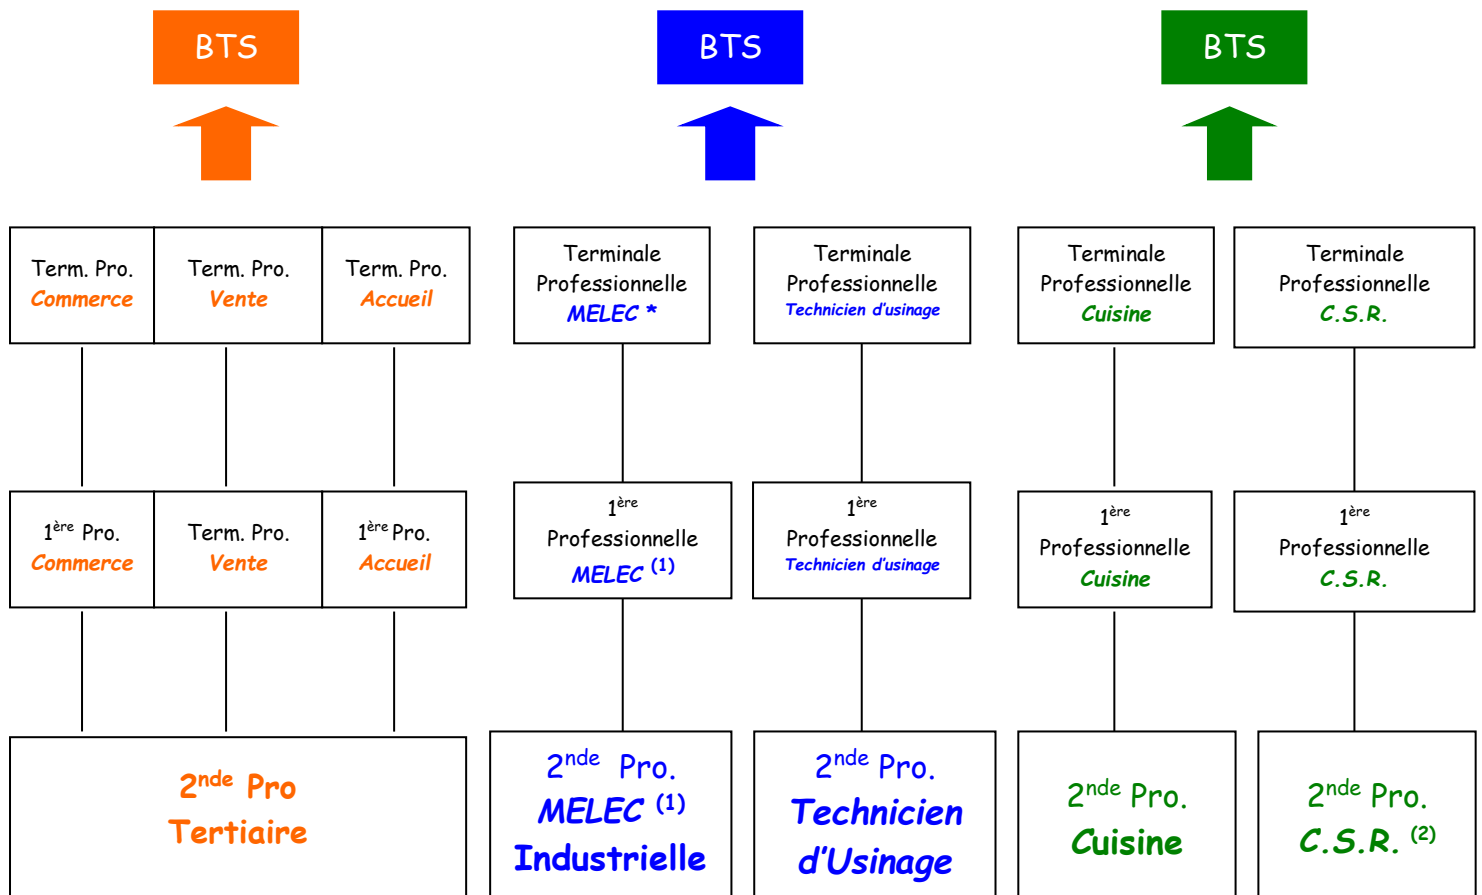 BTS
BTS
BTS
Term. Pro.
Commerce
Term. Pro.
Vente
Term. Pro.
Accueil
Terminale
Professionnelle
MELEC *
Terminale
Professionnelle
Technicien d'usinage
Terminale
Professionnelle
Cuisine
Terminale
Professionnelle
C.S.R.
1ère Pro.
Commerce
Term. Pro.
Vente
1ère Pro.
Accueil
1ère
Professionnelle
MELEC (1)
1ère
Professionnelle
Technicien d'usinage
1ère
Professionnelle
Cuisine
1ère
Professionnelle
C.S.R.
2nde Pro
Tertiaire
2nde Pro.
MELEC (1)
Industrielle
2nde Pro.
Technicien
d'Usinage
2nde Pro.
Cuisine
2nde Pro.
C.S.R. (2)